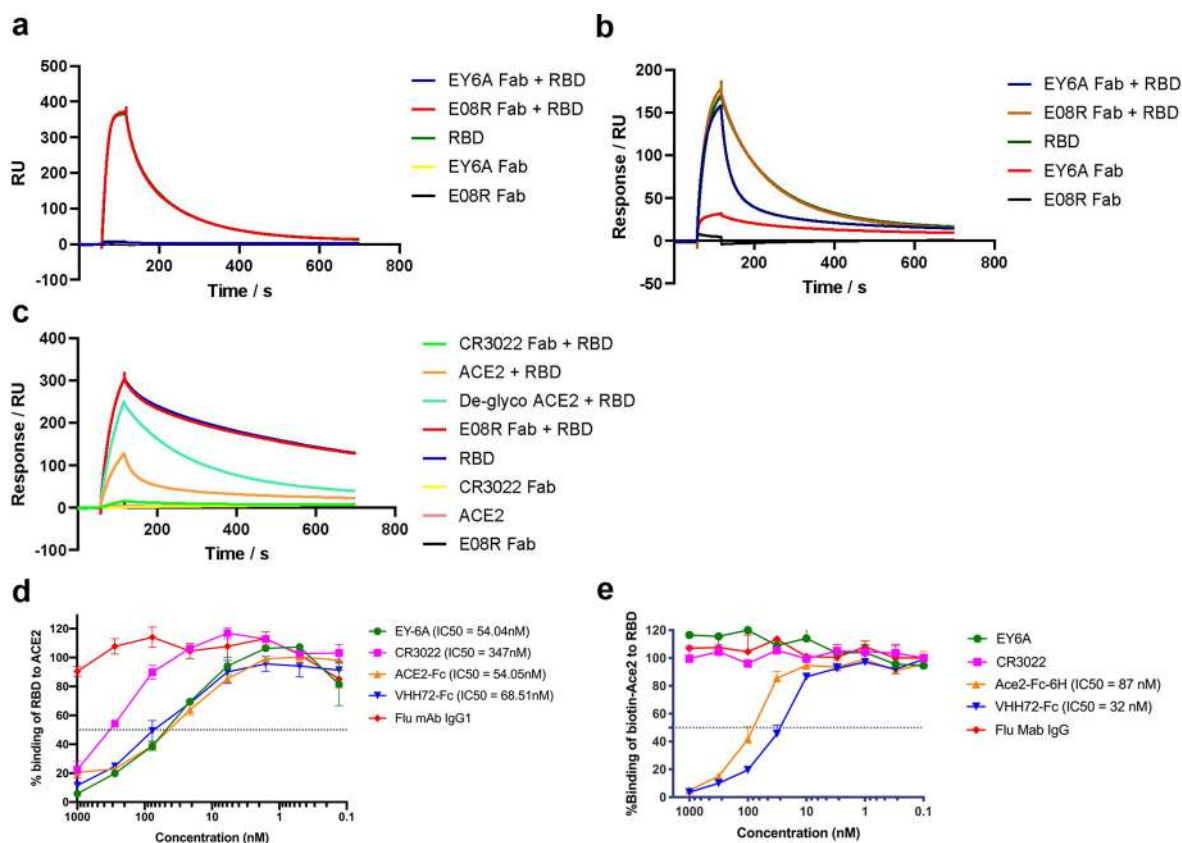 a
500
400
300
200
100
0
-100
RU
200
400
600
800
Time / s
EY6A Fab + RBD
E08R Fab + RBD
RBD
EY6A Fab
E08R Fab
b
200
150
100
50
0
-50
Response / RU
200
400
600
800
Time / s
EY6A Fab + RBD
E08R Fab + RBD
RBD
EY6A Fab
E08R Fab
c
400
300
200
100
0
-100
Response / RU
200
400
600
800
Time / s
CR3022 Fab + RBD
ACE2 + RBD
De-glyco ACE2 + RBD
E08R Fab + RBD
RBD
CR3022 Fab
ACE2
E08R Fab
d
120
100
80
60
40
20
0
% binding of RBD to ACE2
1000
100
10
1
0.1
Concentration (nM)
EY-6A (IC50 = 54.04nM)
CR3022 (IC50 = 347nM)
ACE2-Fc (IC50 = 54.05nM)
VHH72-Fc (IC50 = 68.51nM)
Flu mAb IgG1
e
120
100
80
60
40
20
0
%Binding of biotin-Ace2 to RBD
1000
100
10
1
0.1
Concentration (nM)
EY6A
CR3022
Ace2-Fc-6H (IC50 = 87 nM)
VHH72-Fc (IC50 = 32 nM)
Flu Mab IgG